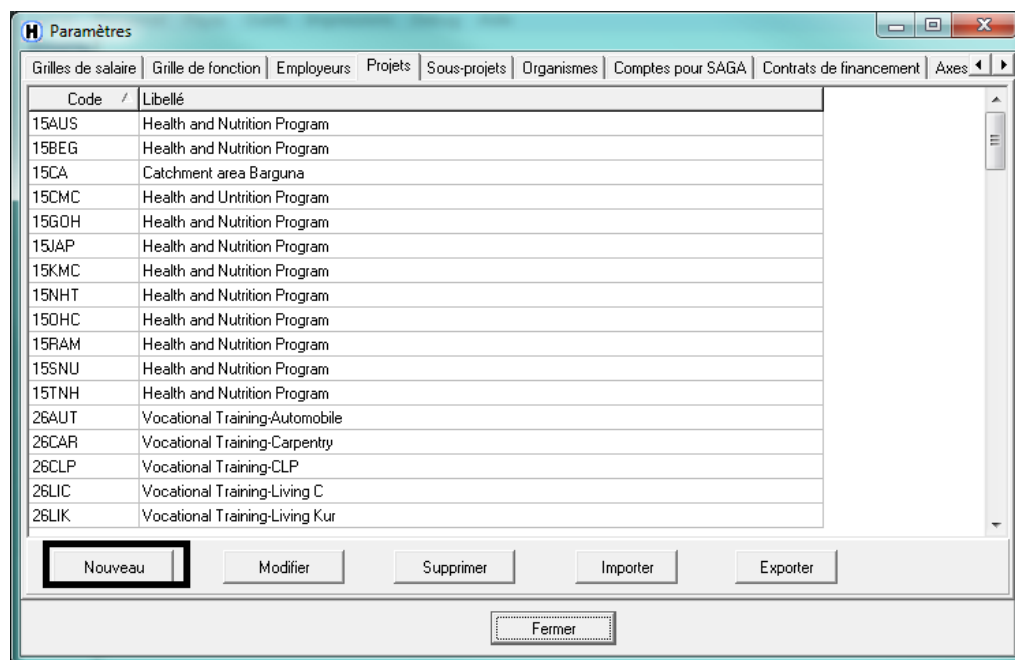 H Paramètres
Grilles de salaire Grille de fonction Employeurs Projets Sous-projets Organismes Comptes pour SAGA Contrats de financement Axes
Code Libellé
15AUS Health and Nutrition Program
15BEG Health and Nutrition Program
15CA Catchment area Barguna
15CMC Health and Untrition Program
15GOH Health and Nutrition Program
15JAP Health and Nutrition Program
15KMC Health and Nutrition Program
15NHT Health and Nutrition Program
15OHC Health and Nutrition Program
15RAM Health and Nutrition Program
15SNU Health and Nutrition Program
15TNH Health and Nutrition Program
26AUT Vocational Training-Automobile
26CAR Vocational Training-Carpentry
26CLP Vocational Training-CLP
26LIC Vocational Training-Living C
26LIK Vocational Training-Living Kur
Nouveau Modifier Supprimer Importer Exporter
Fermer